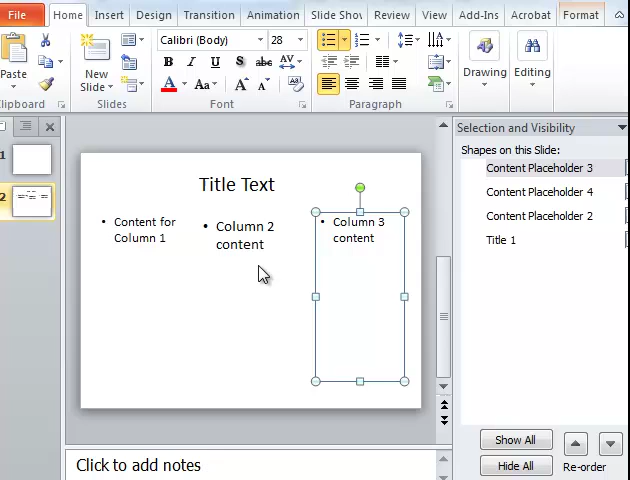 File Home Insert Design Transition Animation Slide Show Review View Add-Ins Acrobat Format
Paste
New
Slide
Calibri (Body) 28
B I U S abc AV
A Aa A A
Drawing
Editing
Clipboard Slides Font Paragraph
1
2
Title Text
• Content for
Column 1
• Column 2
content
• Column 3
content
Click to add notes
Selection and Visibility
Shapes on this Slide:
Content Placeholder 3
Content Placeholder 4
Content Placeholder 2
Title 1
Show All
Hide All
Re-order